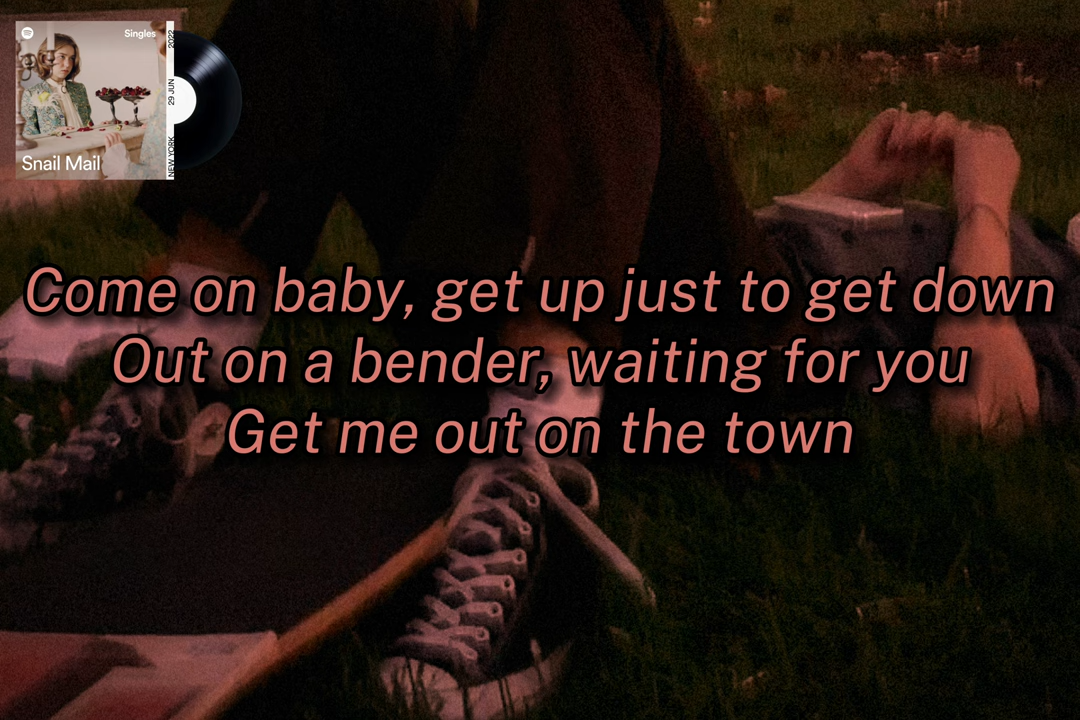 Singles
Snail Mail
NEW YORK 29 JUN 2022
Come on baby, get up just to get down
Out on a bender, waiting for you
Get me out on the town